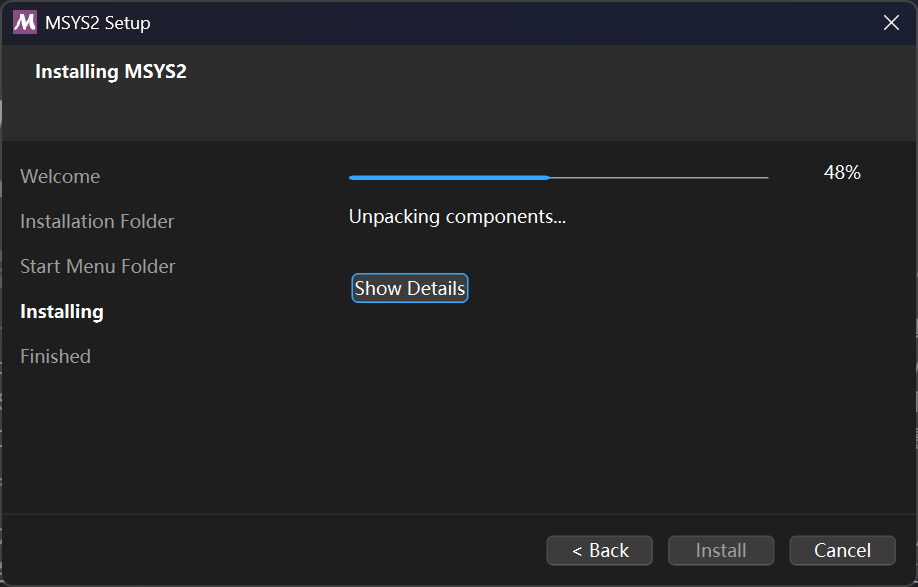 MSYS2 Setup
Installing MSYS2
Welcome
Installation Folder
Start Menu Folder
Installing
Finished
48%
Unpacking components...
Show Details
< Back
Install
Cancel